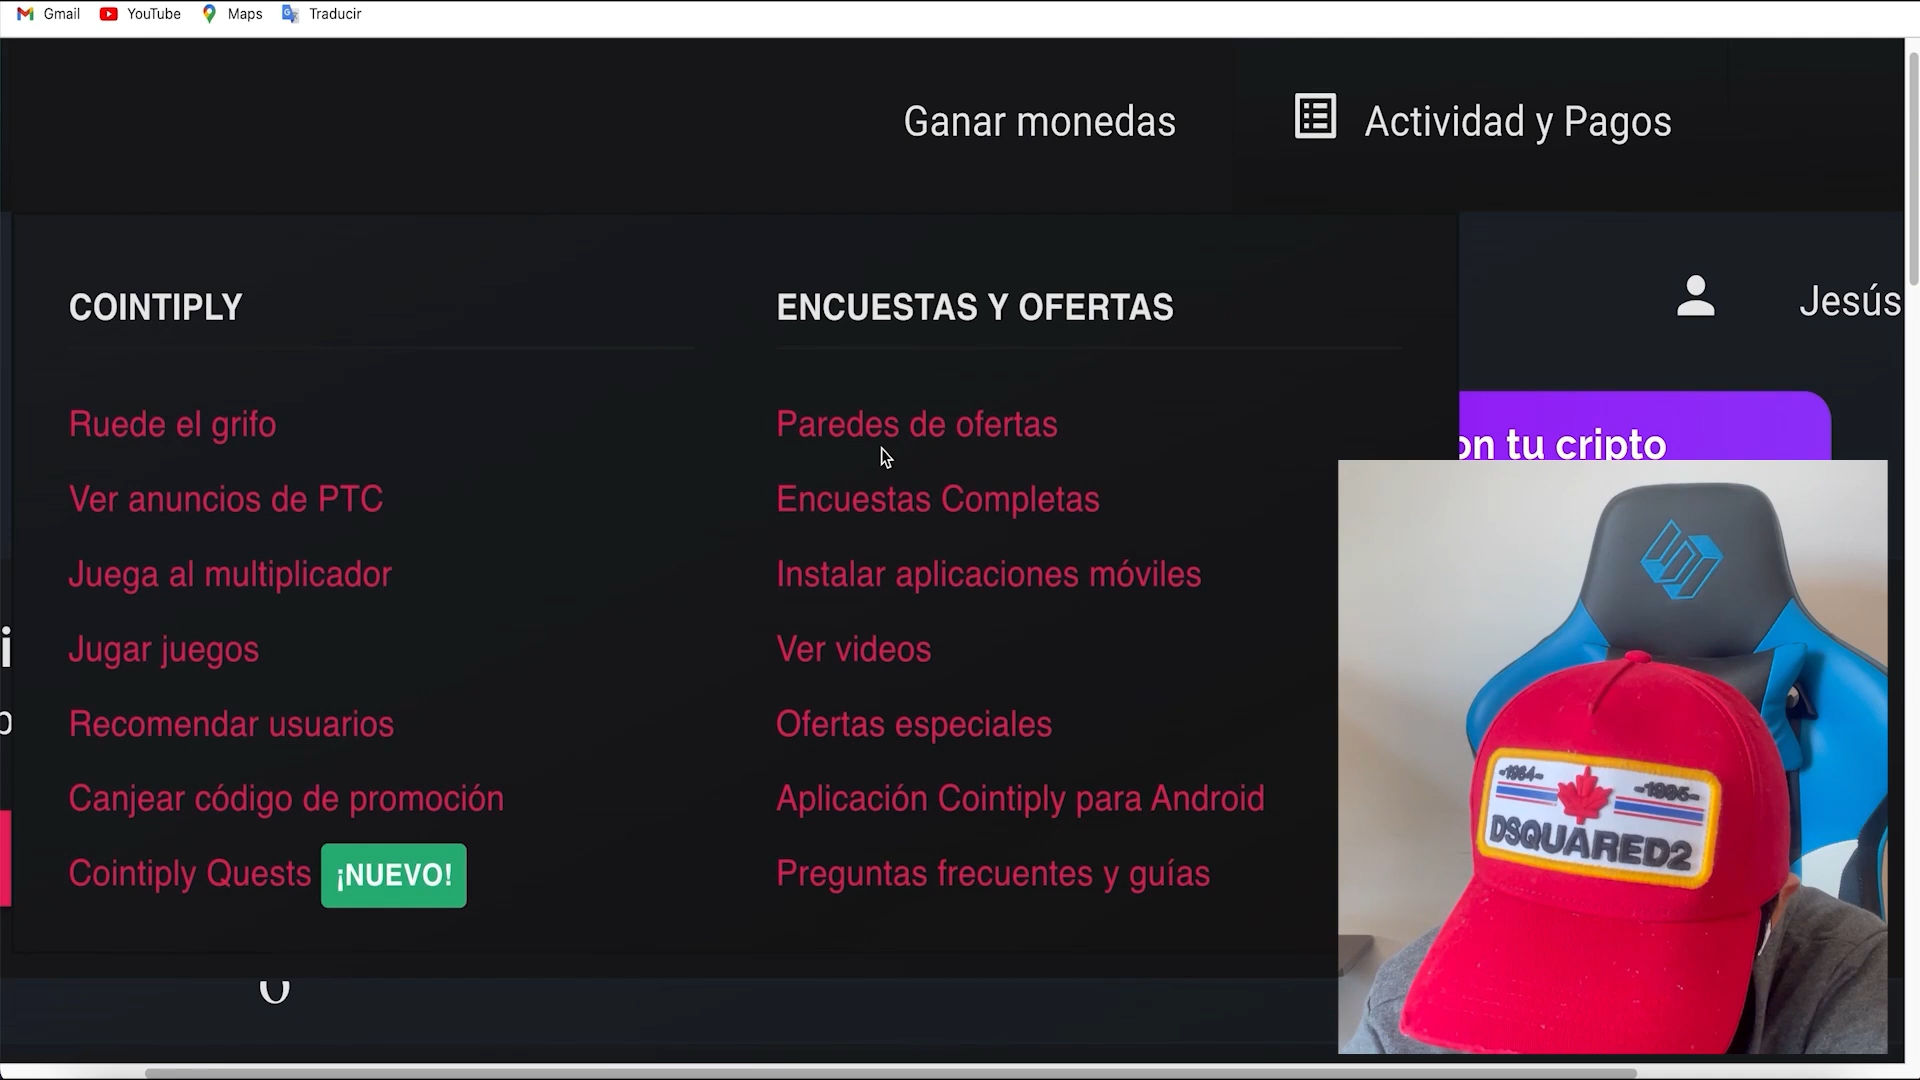 Gmail
YouTube
Maps
Traducir
Ganar monedas
Actividad y Pagos
COINTIPLY
ENCUESTAS Y OFERTAS
Jesús
Ruede el grifo
Ver anuncios de PTC
Juega al multiplicador
Jugar juegos
Recomendar usuarios
Canjear código de promoción
Cointiply Quests ¡NUEVO!
Paredes de ofertas
Encuestas Completas
Instalar aplicaciones móviles
Ver videos
Ofertas especiales
Aplicación Cointiply para Android
Preguntas frecuentes y guías
on tu cripto
-1964-
-1995-
DSQUARED2